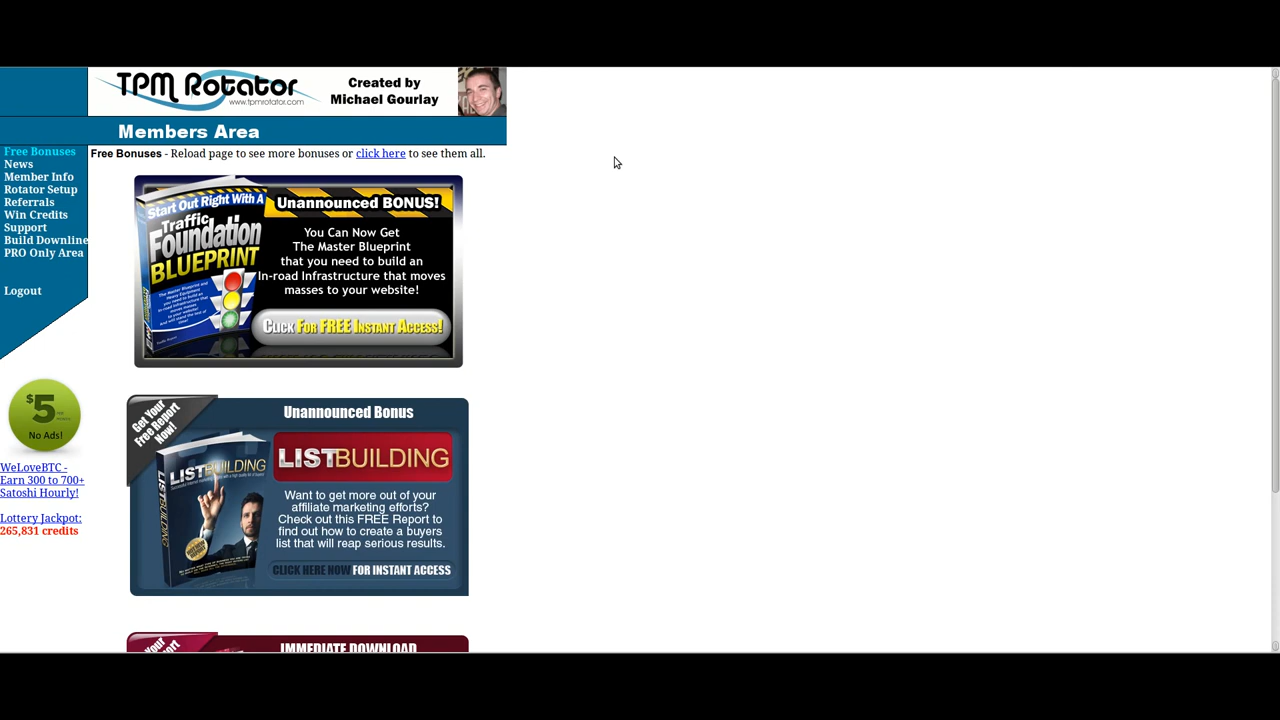 TPM Rotator
www.tpmrotator.com
Created by
Michael Gourlay
Members Area
Free Bonuses
News
Member Info
Rotator Setup
Referrals
Win Credits
Support
Build Downline
PRO Only Area
Logout
$5
No Ads!
WeLoveBTC -
Earn 300 to 700+
Satoshi Hourly!
Lottery Jackpot:
265,831 credits
Free Bonuses - Reload page to see more bonuses or click here to see them all.
Start Out Right With A
Traffic
Foundation
BLUEPRINT
Unannounced BONUS!
You Can Now Get
The Master Blueprint
that you need to build an
In-road Infrastructure that moves
masses to your website!
CLICK FOR FREE INSTANT ACCESS!
Get Your
Free Report
Now!
Unannounced Bonus
LISTBUILDING
LISTBUILDING
LISTBUILDING
Want to get more out of your
affiliate marketing efforts?
Check out this FREE Report to
find out how to create a buyers
list that will reap serious results.
CLICK HERE NOW FOR INSTANT ACCESS
IMMEDIATE DOWNLOAD